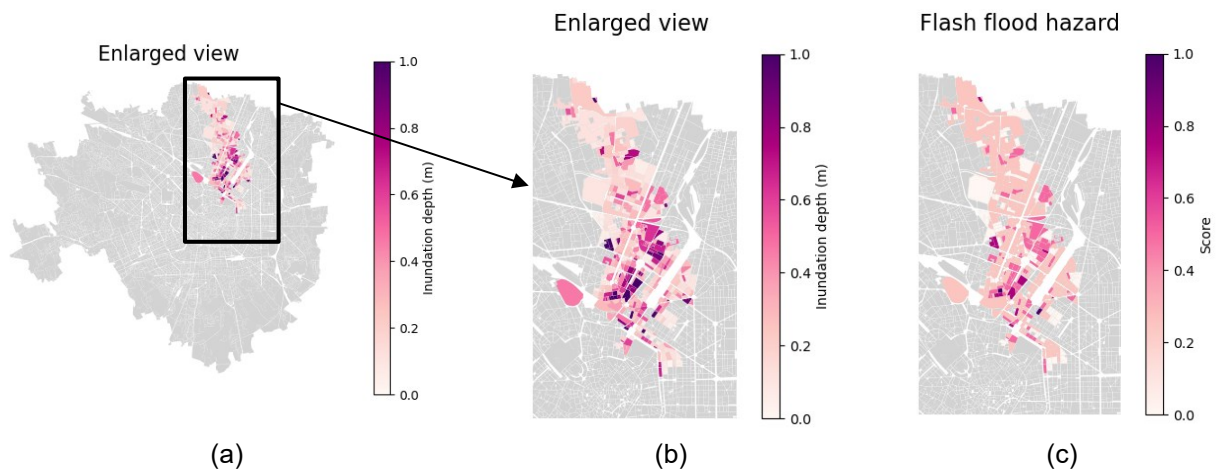 Enlarged view
1.0
0.8
0.6
0.4
0.2
0.0
Inundation depth (m)
(a)
Enlarged view
1.0
0.8
0.6
0.4
0.2
0.0
Inundation depth (m)
(b)
Flash flood hazard
1.0
0.8
0.6
0.4
0.2
0.0
Score
(c)